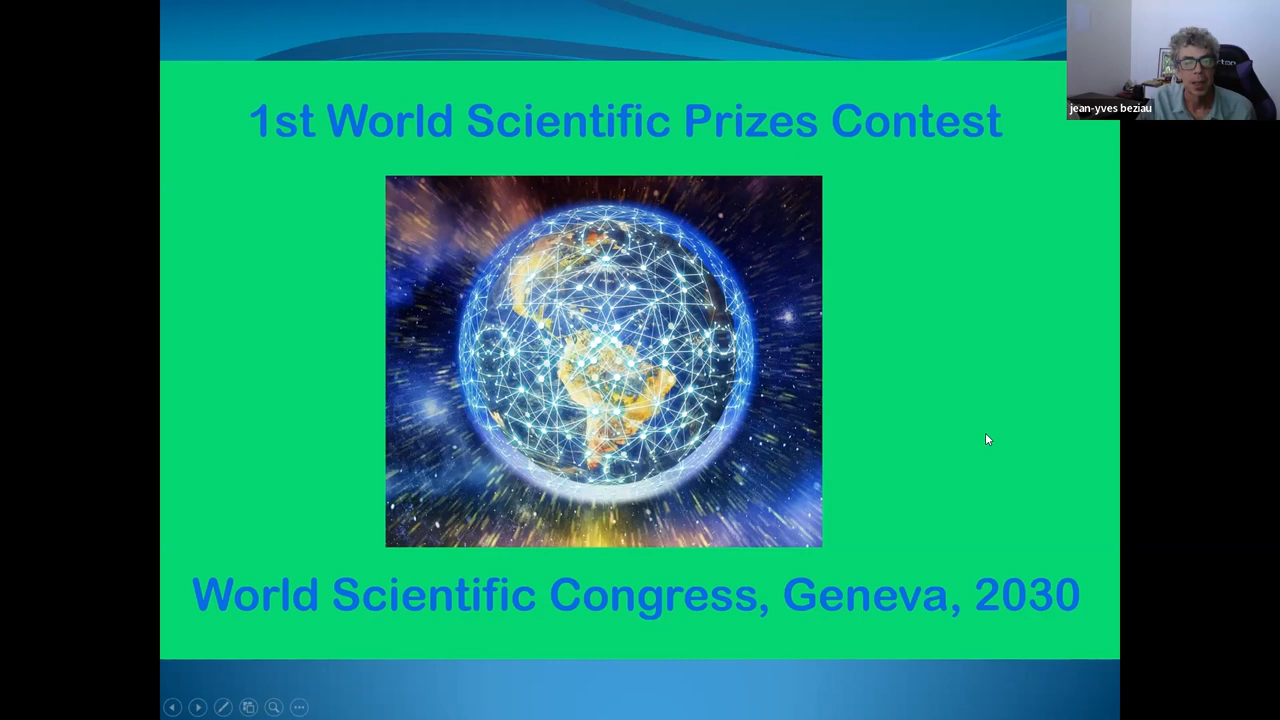 1st World Scientific Prizes Contest
jean-yves beziau
World Scientific Congress, Geneva, 2030